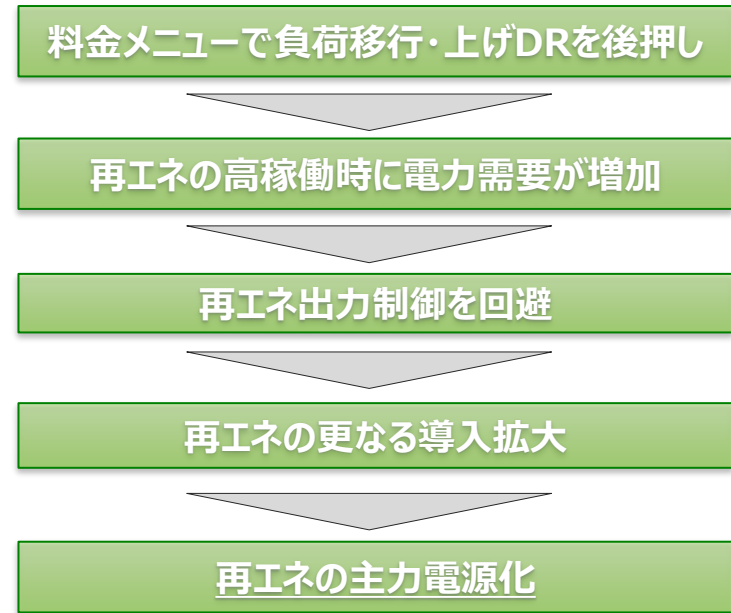 料金メニューで負荷移行・上げDRを後押し
再エネの高稼働時に電力需要が増加
再エネ出力制御を回避
再エネの更なる導入拡大
再エネの主力電源化